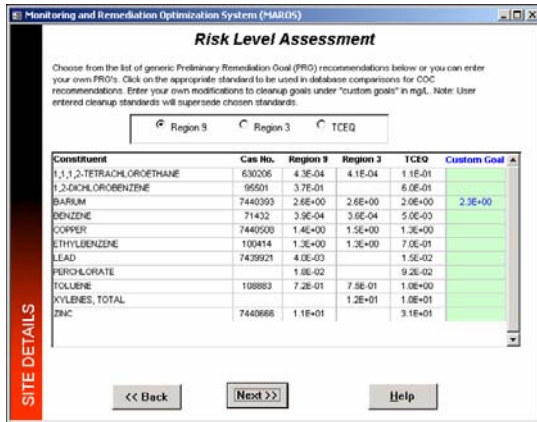 Monitoring and Remediation Optimization System (MAROS)
Risk Level Assessment
Choose from the list of generic Preliminary Remediation Goal (PRG) recommendations below or you can enter
your own PRG's. Click on the appropriate standard to be used in database comparisons for COC
recommendations. Enter your own modifications to cleanup goals under "custom goals" in mg/L. Note: User
entered cleanup standards will supersede chosen standards.
Region 9 Region 3 TCEQ
Constituent Cas No. Region 9 Region 3 TCEQ Custom Goal
1,1,1,2-TETRACHLOROETHANE 630206 4.3E-04 4.1E-04 1.1E-01
1,2-DICHLOROBENZENE 95501 3.7E-01 6.0E-01
BARIUM 7440393 2.6E+00 2.6E+00 2.0E+00 2.3E+00
BENZENE 71432 3.9E-04 3.6E-04 5.0E-03
COPPER 7440508 1.4E+00 1.5E+00 1.3E+00
ETHYLBENZENE 100414 1.3E+00 1.3E+00 7.0E-01
LEAD 7439921 4.0E-03 1.5E-02
PERCHLORATE 1.8E-02 9.2E-02
TOLUENE 108883 7.2E-01 7.5E-01 1.0E+00
XYLENES, TOTAL 1.2E+01 1.0E+01
ZINC 7440666 1.1E+01 3.1E+01
SITE DETAILS
<< Back Next >> Help